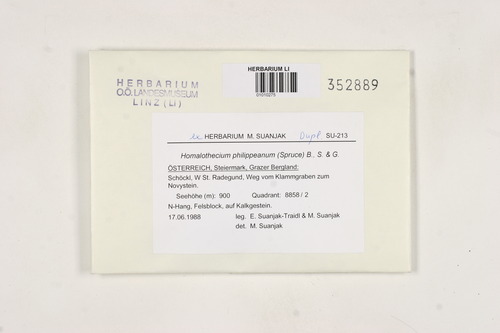 HERBARIUM LI
01010275
HERBARIUM
O.Ö. LANDESMUSEUM
LINZ (LI)
352889
ex HERBARIUM M. SUANJAK Dupl. SU-213
Homalothecium philippeanum (Spruce) B., S. & G.
ÖSTERREICH, Steiermark, Grazer Bergland:
Schöckl, W St. Radegund, Weg vom Klammgraben zum
Novystein,
Seehöhe (m): 900 Quadrant: 8858 / 2
N-Hang, Felsblock, auf Kalkgestein.
17.06.1988 leg. E. Suanjak-Traidl & M. Suanjak
det. M. Suanjak